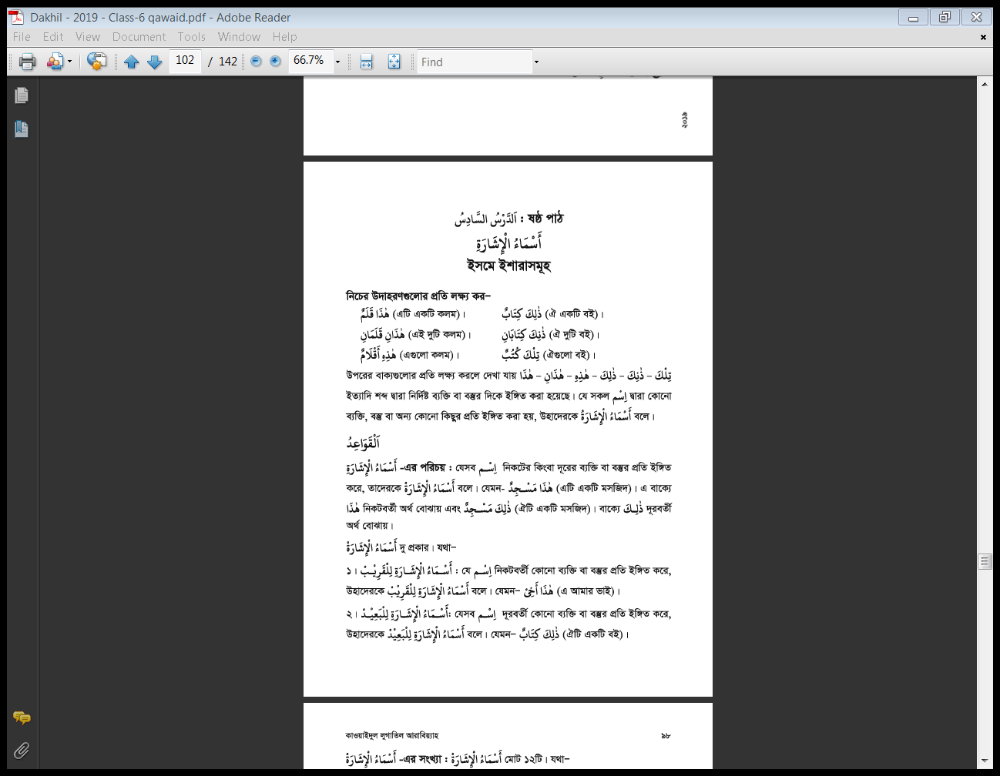 Dakhil - 2019 - Class-6 qawaid.pdf - Adobe Reader
File Edit View Document Tools Window Help
102 / 142 66.7% Find
২০১৯
اَلدَّرْسُ السَّادِسُ : ষষ্ঠ পাঠ
أَسْمَاءُ الْإِشَارَةِ
ইসমে ইশারাসমূহ
নিচের উদাহরণগুলোর প্রতি লক্ষ্য কর–
هٰذَا قَلَمٌ (এটি একটি কলম)। ذٰلِكَ كِتَابٌ (ঐ একটি বই)।
هٰذَانِ قَلَمَانِ (এই দুটি কলম)। ذٰنِكَ كِتَابَانِ (ঐ দুটি বই)।
هٰذِهِ أَقْلَامٌ (এগুলো কলম)। تِلْكَ كُتُبٌ (ঐগুলো বই)।
উপরের বাক্যগুলোর প্রতি লক্ষ্য করলে দেখা যায় هٰذَا – هٰذَانِ – هٰذِهِ – ذٰلِكَ – ذٰنِكَ – تِلْكَ
ইত্যাদি শব্দ দ্বারা নির্দিষ্ট ব্যক্তি বা বস্তুর দিকে ইঙ্গিত করা হয়েছে। যে সকল اِسْم দ্বারা কোনো
ব্যক্তি, বস্তু বা অন্য কোনো কিছুর প্রতি ইঙ্গিত করা হয়, উহাদেরকে أَسْمَاءُ الْإِشَارَةُ বলে।
اَلْقَوَاعِدُ
أَسْمَاءُ الْإِشَارَةِ -এর পরিচয় : যেসব اِسْم নিকটের কিংবা দূরের ব্যক্তি বা বস্তুর প্রতি ইঙ্গিত
করে, তাদেরকে أَسْمَاءُ الْإِشَارَةْ বলে। যেমন- هٰذَا مَسْجِدٌ (এটি একটি মসজিদ)। এ বাক্যে
هٰذَا নিকটবর্তী অর্থ বোঝায় এবং ذٰلِكَ مَسْجِدٌ (ঐটি একটি মসজিদ)। বাক্যে ذٰلِكَ দূরবর্তী
অর্থ বোঝায়।
أَسْمَاءُ الْإِشَارَةْ দু প্রকার। যথা–
১। أَسْمَاءُ الْإِشَارَةِ لِلْقَرِيْبْ : যে اِسْم নিকটবর্তী কোনো ব্যক্তি বা বস্তুর প্রতি ইঙ্গিত করে,
উহাদেরকে أَسْمَاءُ الْإِشَارَةِ لِلْقَرِيْبْ বলে। যেমন– هٰذَا أَخِيْ (এ আমার ভাই)।
২। أَسْمَاءُ الْإِشَارَةِ لِلْبَعِيْدْ: যেসব اِسْم দূরবর্তী কোনো ব্যক্তি বা বস্তুর প্রতি ইঙ্গিত করে,
উহাদেরকে أَسْمَاءُ الْإِشَارَةِ لِلْبَعِيْدْ বলে। যেমন– ذٰلِكَ كِتَابٌ (ঐটি একটি বই)।
কাওয়াইদুল লুগাতিল আরাবিয়্যাহ ৯৮
أَسْمَاءُ الْإِشَارَةْ -এর সংখ্যা : أَسْمَاءُ الْإِشَارَةْ মোট ১২টি। যথা–